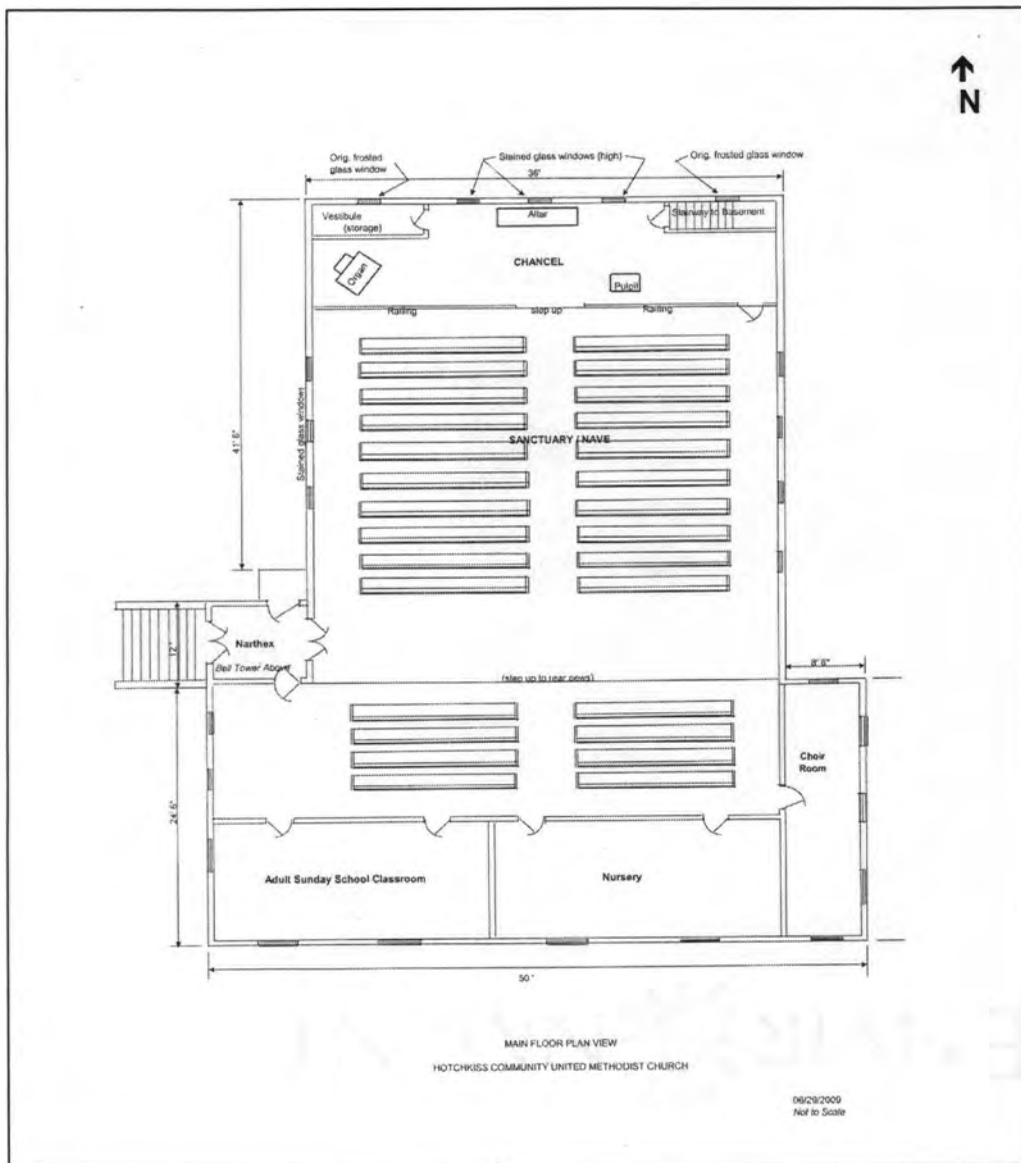 N
Orig. frosted
glass window
Stained glass windows (high)
Orig. frosted glass window
36'
Vestibule
(storage)
Altar
Stairway to Basement
CHANCEL
Organ
Pulpit
Railing
step up
Railing
41' 6"
Stained glass windows
SANCTUARY / NAVE
12'
Narthex
Bell Tower Above
(step up to rear pews)
8' 6"
24' 6"
Choir
Room
Adult Sunday School Classroom
Nursery
50'
MAIN FLOOR PLAN VIEW
HOTCHKISS COMMUNITY UNITED METHODIST CHURCH
06/29/2009
Not to Scale